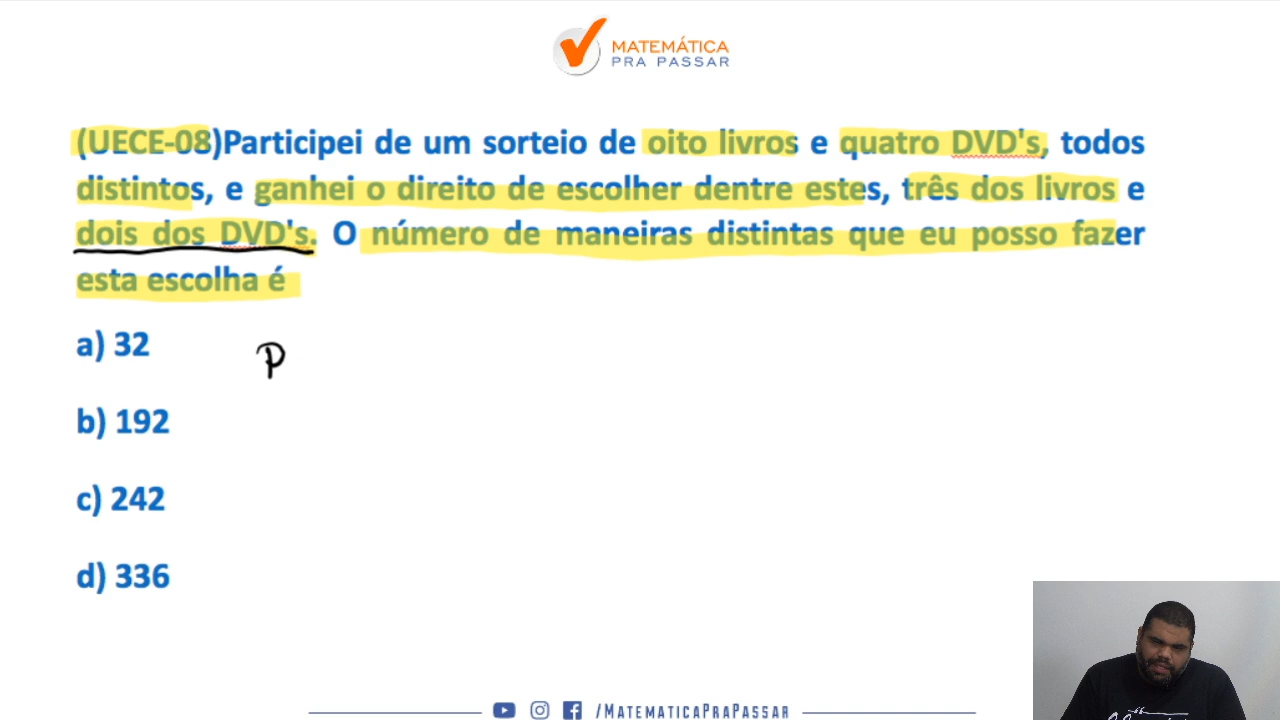 MATEMÁTICA
PRA PASSAR
(UECE-08)Participei de um sorteio de oito livros e quatro DVD's, todos
distintos, e ganhei o direito de escolher dentre estes, três dos livros e
dois dos DVD's. O número de maneiras distintas que eu posso fazer
esta escolha é
a) 32
P
b) 192
c) 242
d) 336
/MATEMATICAPRAPASSAR